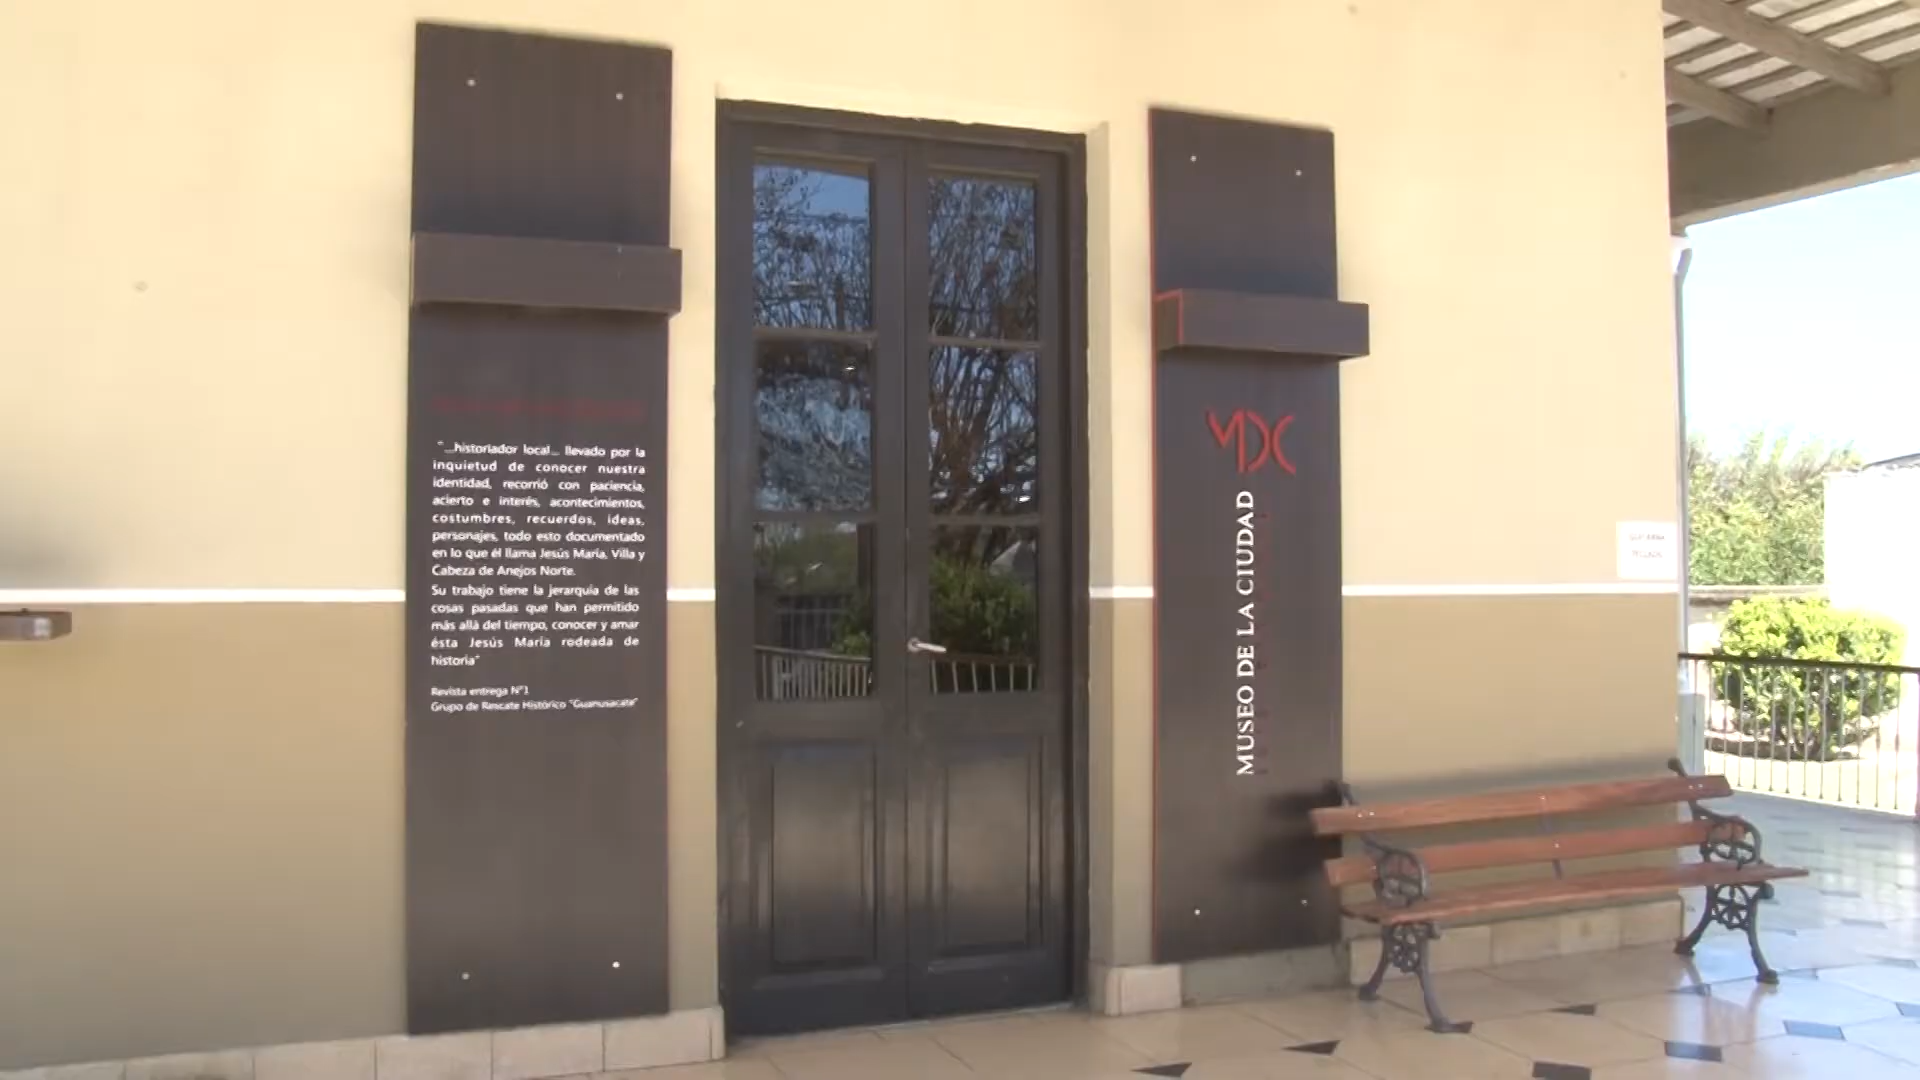 "...historiador local... llevado por la
inquietud de conocer nuestra
identidad, recorrió con paciencia,
acierto e interés, acontecimientos,
costumbres, recuerdos, ideas,
personajes, todo esto documentado
en lo que él llama Jesús María, Villa y
Cabeza de Anejos Norte.
Su trabajo tiene la jerarquía de las
cosas pasadas que han permitido
más allá del tiempo, conocer y amar
ésta Jesús María rodeada de
historia"
Revista entrega N°1
Grupo de Rescate Histórico "Guanusacate"
MDC
MUSEO DE LA CIUDAD